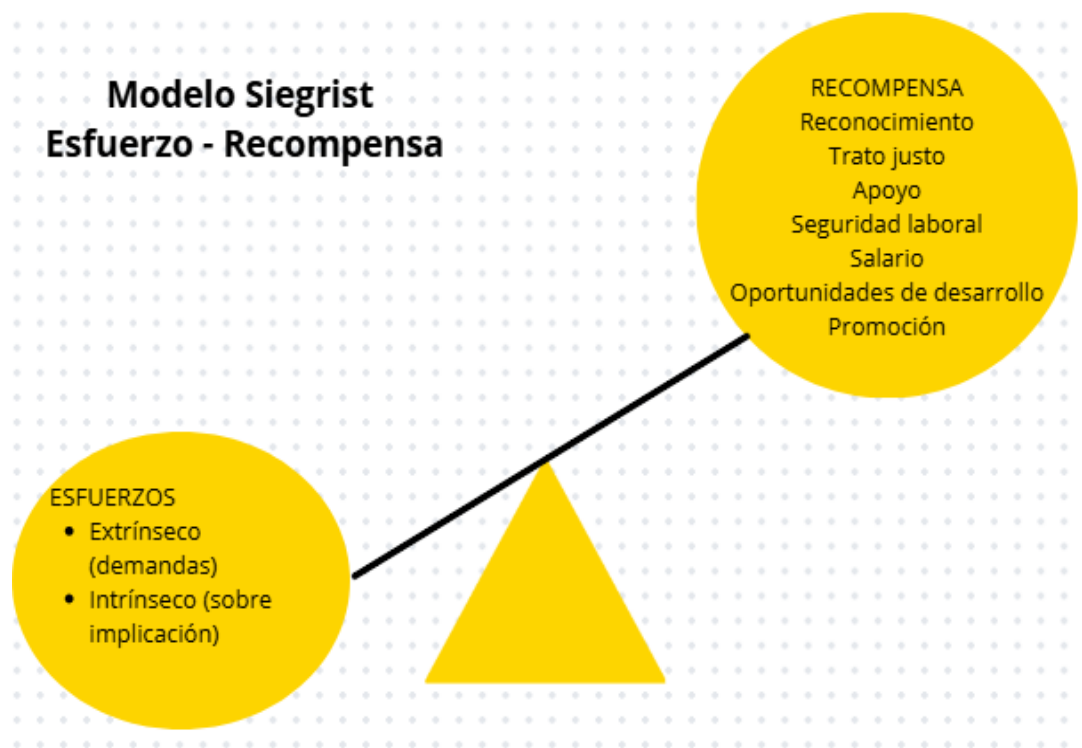 Modelo Siegrist
Esfuerzo - Recompensa
RECOMPENSA
Reconocimiento
Trato justo
Apoyo
Seguridad laboral
Salario
Oportunidades de desarrollo
Promoción
ESFUERZOS
• Extrínseco
(demandas)
• Intrínseco (sobre
implicación)